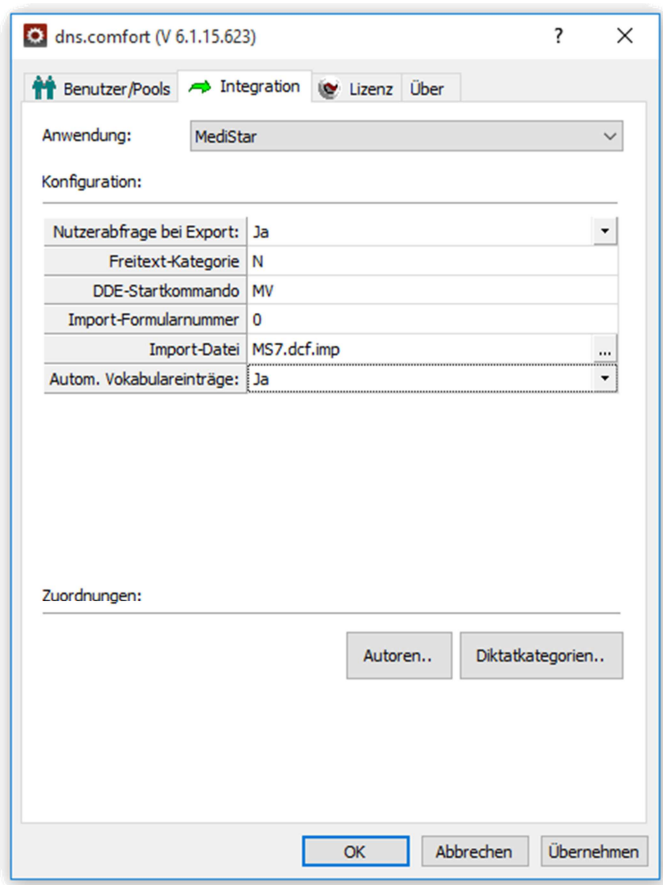 dns.comfort (V 6.1.15.623) ?
Benutzer/Pools Integration Lizenz Über
Anwendung: MediStar
Konfiguration:
Nutzerabfrage bei Export: Ja
Freitext-Kategorie N
DDE-Startkommando MV
Import-Formularnummer 0
Import-Datei MS7.dcf.imp ...
Autom. Vokabulareinträge: Ja
Zuordnungen:
Autoren.. Diktatkategorien..
OK Abbrechen Übernehmen